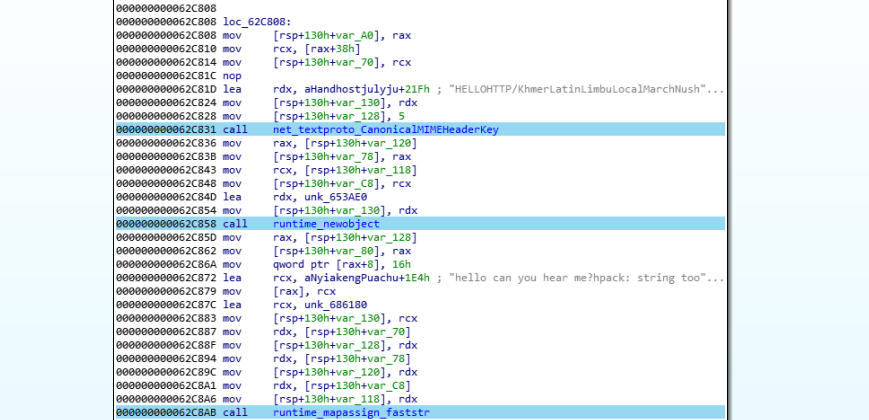 000000000062C808
000000000062C808 loc_62C808:
000000000062C808 mov     [rsp+130h+var_A0], rax
000000000062C810 mov     rcx, [rax+38h]
000000000062C814 mov     [rsp+130h+var_70], rcx
000000000062C81C nop
000000000062C81D lea     rdx, aHandhostjulyju+21Fh ; "HELLOHTTP/KhmerLatinLimbuLocalMarchNush"...
000000000062C824 mov     [rsp+130h+var_130], rdx
000000000062C828 mov     [rsp+130h+var_128], 5
000000000062C831 call    net_textproto_CanonicalMIMEHeaderKey
000000000062C836 mov     rax, [rsp+130h+var_120]
000000000062C83B mov     [rsp+130h+var_78], rax
000000000062C843 mov     rcx, [rsp+130h+var_118]
000000000062C848 mov     [rsp+130h+var_C8], rcx
000000000062C84D lea     rdx, unk_653AE0
000000000062C854 mov     [rsp+130h+var_130], rdx
000000000062C858 call    runtime_newobject
000000000062C85D mov     rax, [rsp+130h+var_128]
000000000062C862 mov     [rsp+130h+var_80], rax
000000000062C86A mov     qword ptr [rax+8], 16h
000000000062C872 lea     rcx, aNyiakengPuachu+1E4h ; "hello can you hear me?hpack: string too"...
000000000062C879 mov     [rax], rcx
000000000062C87C lea     rcx, unk_686180
000000000062C883 mov     [rsp+130h+var_130], rcx
000000000062C887 mov     rdx, [rsp+130h+var_70]
000000000062C88F mov     [rsp+130h+var_128], rdx
000000000062C894 mov     rdx, [rsp+130h+var_78]
000000000062C89C mov     [rsp+130h+var_120], rdx
000000000062C8A1 mov     rdx, [rsp+130h+var_C8]
000000000062C8A6 mov     [rsp+130h+var_118], rdx
000000000062C8AB call    runtime_mapassign_faststr